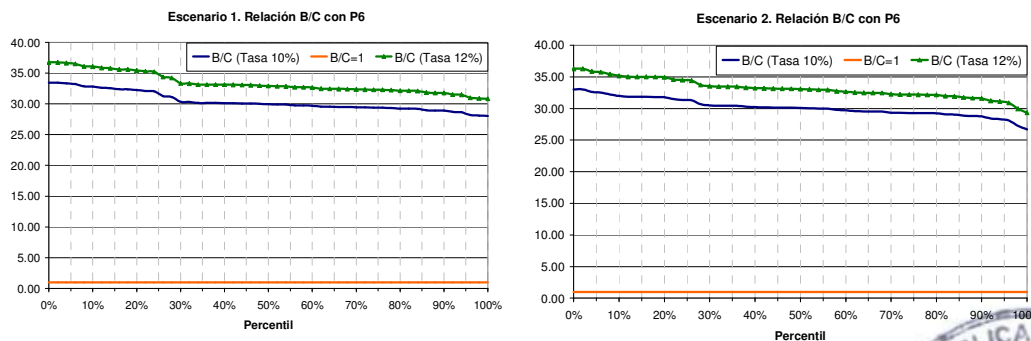 Escenario 1. Relación B/C con P6
B/C (Tasa 10%) B/C=1 B/C (Tasa 12%)
40.00
35.00
30.00
25.00
20.00
15.00
10.00
5.00
0.00
0% 10% 20% 30% 40% 50% 60% 70% 80% 90% 100%
Percentil
Escenario 2. Relación B/C con P6
B/C (Tasa 10%) B/C=1 B/C (Tasa 12%)
40.00
35.00
30.00
25.00
20.00
15.00
10.00
5.00
0.00
0% 10% 20% 30% 40% 50% 60% 70% 80% 90% 100
Percentil